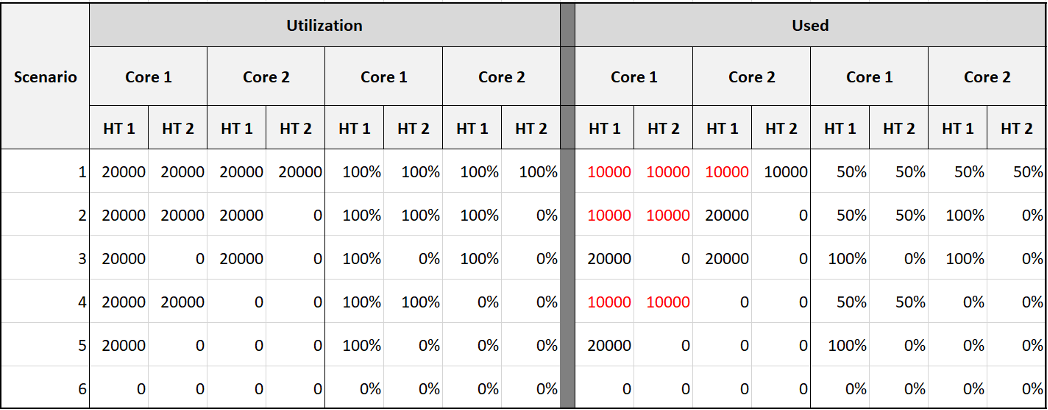 Utilization Used
Scenario Core 1 Core 2 Core 1 Core 2 Core 1 Core 2 Core 1 Core 2
HT 1 HT 2 HT 1 HT 2 HT 1 HT 2 HT 1 HT 2 HT 1 HT 2 HT 1 HT 2 HT 1 HT 2 HT 1 HT 2
1 20000 20000 20000 20000 100% 100% 100% 100% 10000 10000 10000 10000 50% 50% 50% 50%
2 20000 20000 20000 0 100% 100% 100% 0% 10000 10000 20000 0 50% 50% 100% 0%
3 20000 0 20000 0 100% 0% 100% 0% 20000 0 20000 0 100% 0% 100% 0%
4 20000 20000 0 0 100% 100% 0% 0% 10000 10000 0 0 50% 50% 0% 0%
5 20000 0 0 0 100% 0% 0% 0% 20000 0 0 0 100% 0% 0% 0%
6 0 0 0 0 0% 0% 0% 0% 0 0 0 0 0% 0% 0% 0%